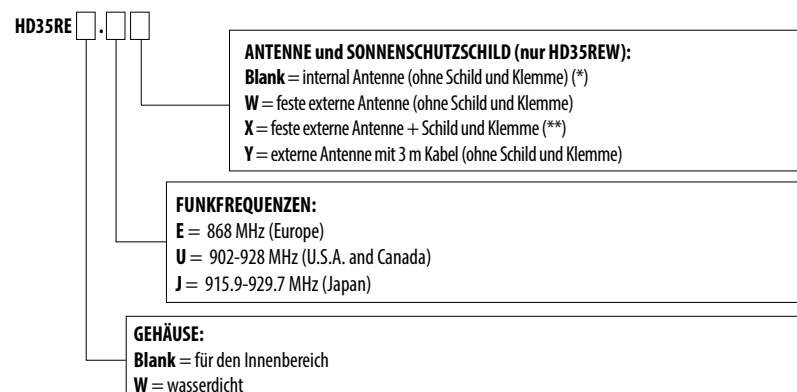 HD35RE .
ANTENNE und SONNENSCHUTZSCHILD (nur HD35REW):
Blank = internal Antenne (ohne Schild und Klemme) (*)
W = feste externe Antenne (ohne Schild und Klemme)
X = feste externe Antenne + Schild und Klemme (**)
Y = externe Antenne mit 3 m Kabel (ohne Schild und Klemme)
FUNKFREQUENZEN:
E = 868 MHz (Europe)
U = 902-928 MHz (U.S.A. and Canada)
J = 915.9-929.7 MHz (Japan)
GEHÄUSE:
Blank = für den Innenbereich
W = wasserdicht